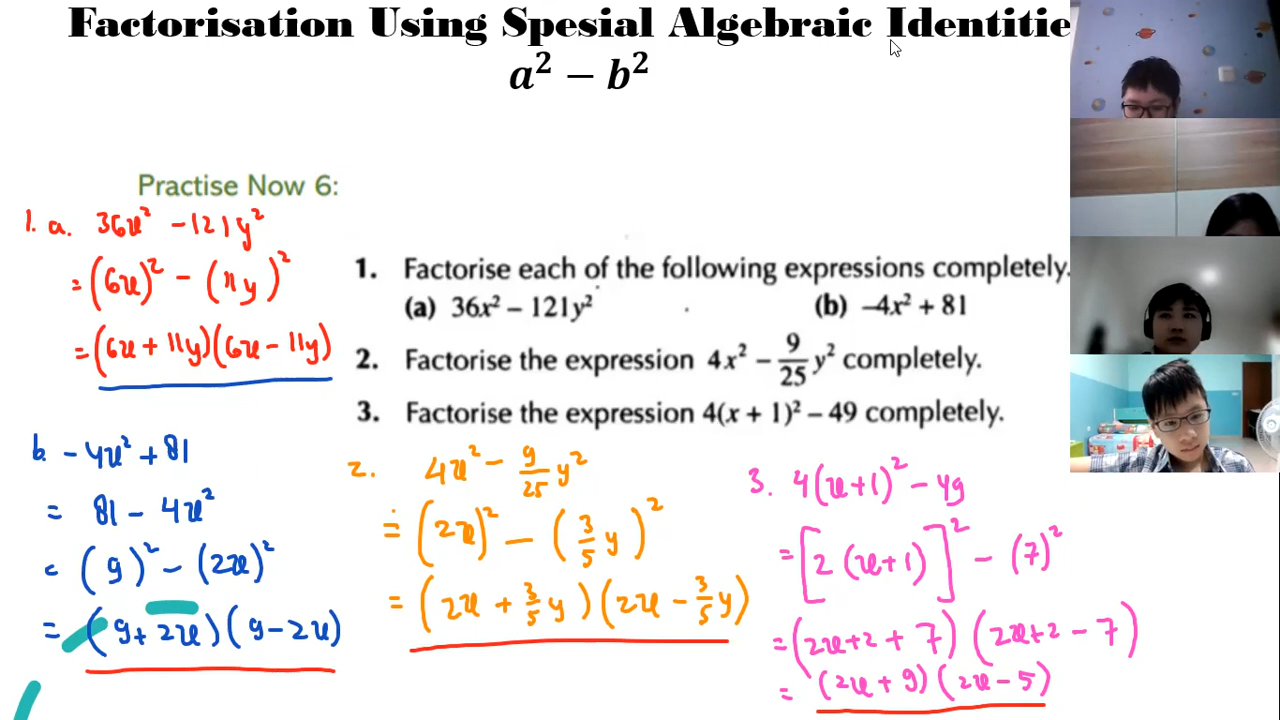 Factorisation Using Spesial Algebraic Identitie
a² − b²
Practise Now 6:
1. Factorise each of the following expressions completely.
(a) 36x² – 121y² (b) –4x² + 81
2. Factorise the expression 4x² – 9/25 y² completely.
3. Factorise the expression 4(x + 1)² – 49 completely.
1. a. 36x² - 121y²
= (6x)² - (11y)²
= (6x + 11y)(6x - 11y)
b. - 4x² + 81
= 81 - 4x²
= (9)² - (2x)²
= (9 + 2x)(9 - 2x)
2. 4x² - 9/25 y²
= (2x)² - (3/5 y)²
= (2x + 3/5 y)(2x - 3/5 y)
3. 4(x+1)² - 49
= [2(x+1)]² - (7)²
= (2x+2 + 7)(2x+2 - 7)
= (2x + 9)(2x - 5)